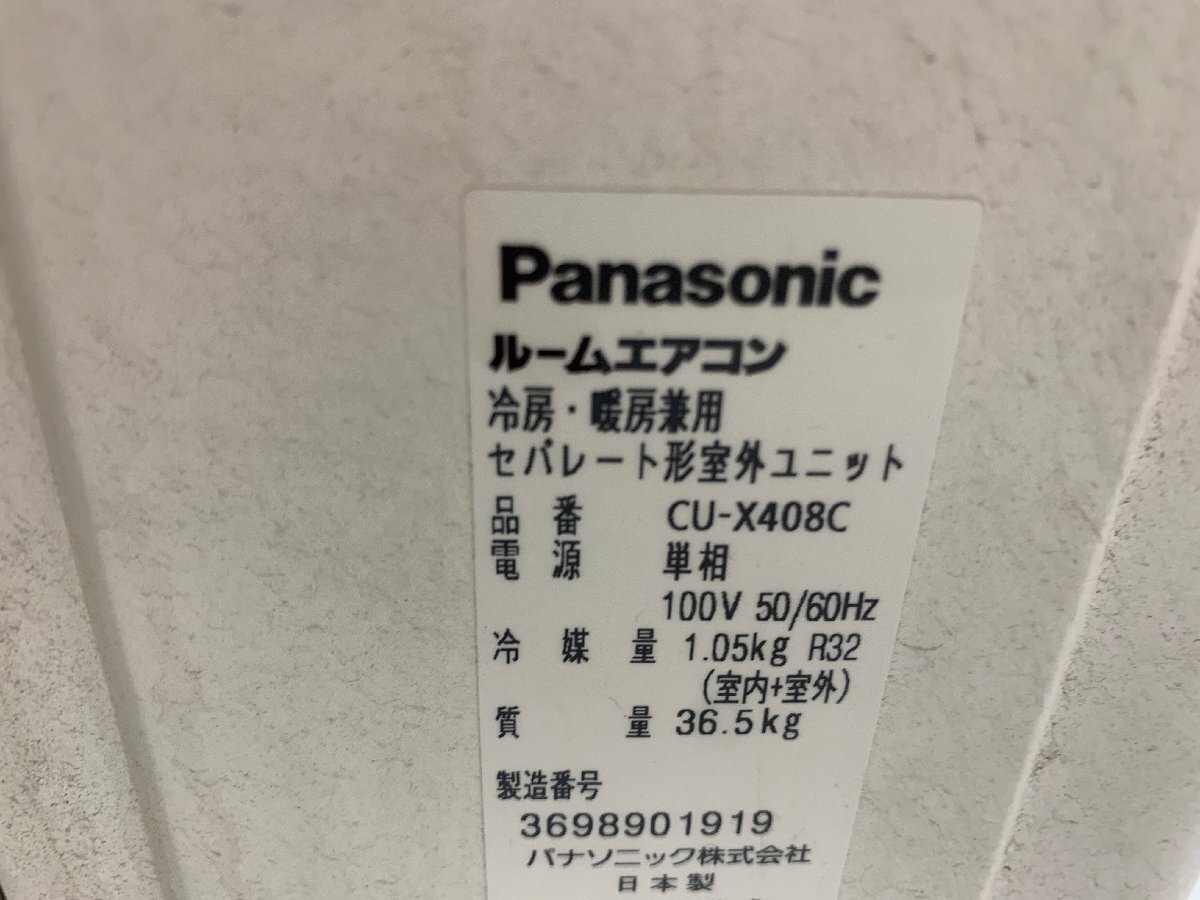 Panasonic
ルームエアコン
冷房・暖房兼用
セパレート形室外ユニット
品番 CU-X408C
電源 単相
100V 50/60Hz
冷媒量 1.05kg R32
(室内+室外)
質量 36.5kg
製造番号
3698901919
パナソニック株式会社
日本製